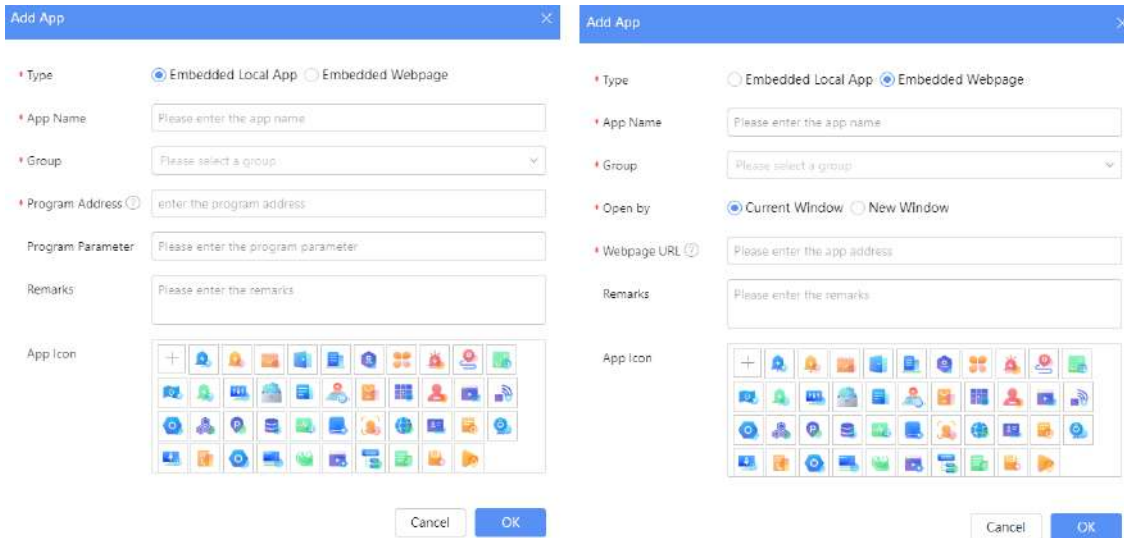 Add App
* Type Embedded Local App Embedded Webpage
* App Name Please enter the app name
* Group Please select a group
* Program Address ? enter the program address
Program Parameter Please enter the program parameter
Remarks Please enter the remarks
App Icon
Cancel OK
Add App
* Type Embedded Local App Embedded Webpage
* App Name Please enter the app name
* Group Please select a group
* Open by Current Window New Window
* Webpage URL ? Please enter the app address
Remarks Please enter the remarks
App Icon
Cancel OK